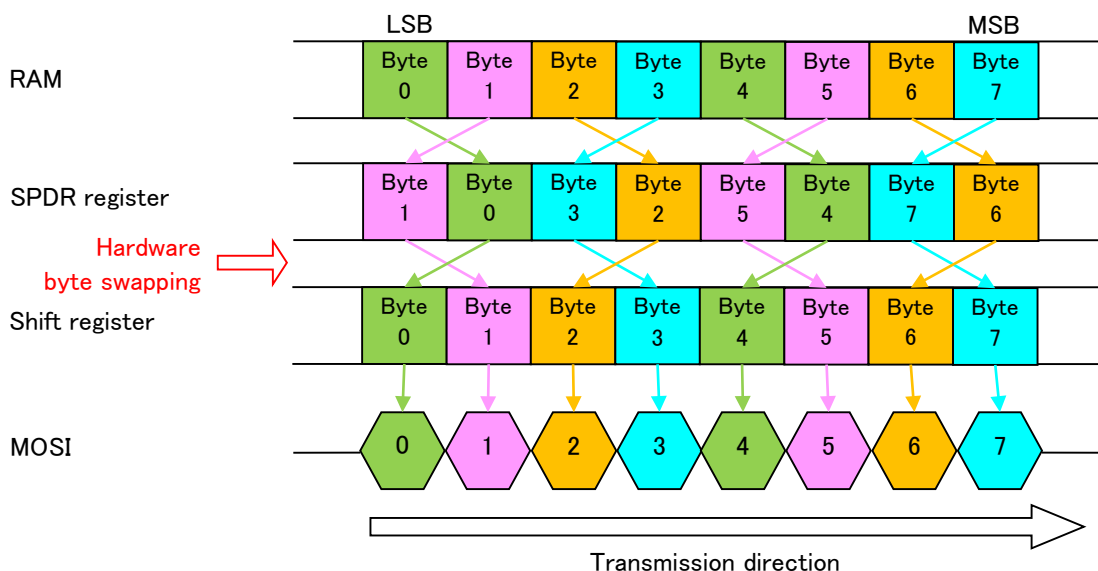 LSB MSB
RAM
Byte Byte Byte Byte Byte Byte Byte Byte
0 1 2 3 4 5 6 7
SPDR register
Byte Byte Byte Byte Byte Byte Byte Byte
1 0 3 2 5 4 7 6
Hardware
byte swapping
Shift register
Byte Byte Byte Byte Byte Byte Byte Byte
0 1 2 3 4 5 6 7
MOSI
0 1 2 3 4 5 6 7
Transmission direction